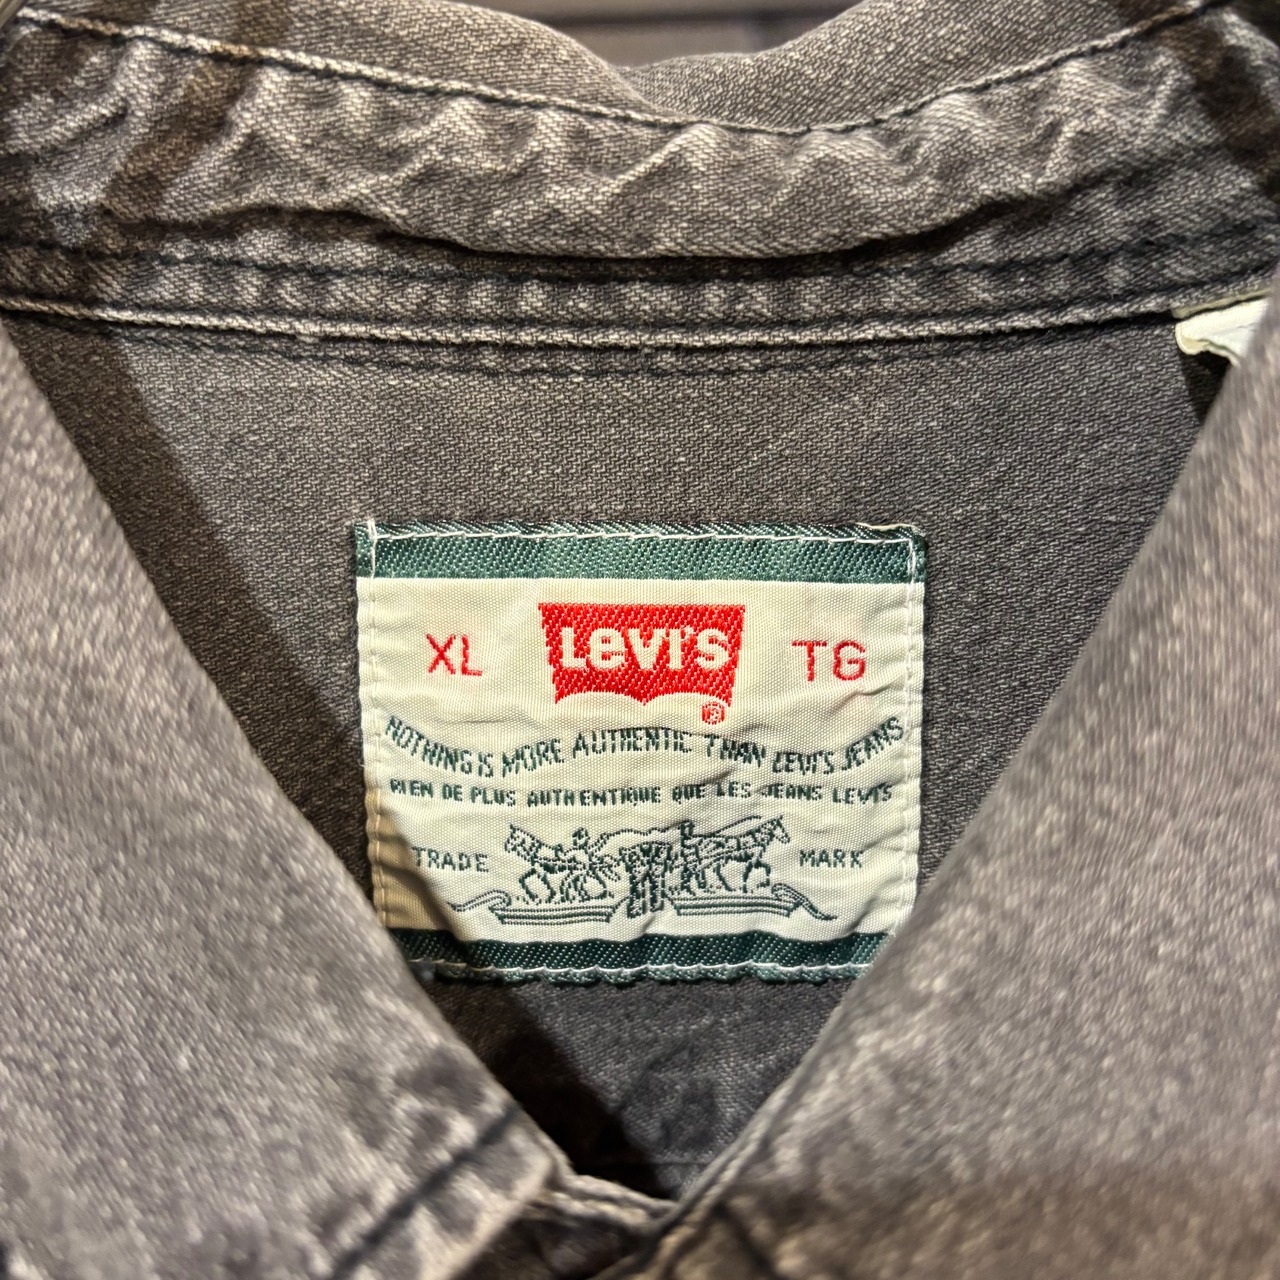 XL LEVI'S TG
®
NOTHING IS MORE AUTHENTIC THAN LEVI'S JEANS
RIEN DE PLUS AUTHENTIQUE QUE LES JEANS LEVI'S
TRADE MARK